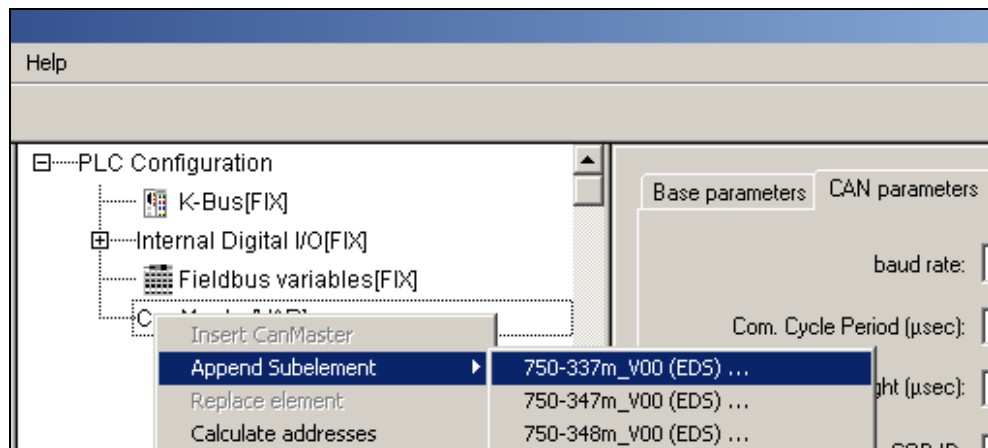 Help
PLC Configuration
K-Bus[FIX]
Internal Digital I/O[FIX]
Fieldbus variables[FIX]
Insert CanMaster
Append Subelement
Replace element
Calculate addresses
750-337m_V00 (EDS) ...
750-347m_V00 (EDS) ...
750-348m_V00 (EDS) ...
Base parameters CAN parameters
baud rate:
Com. Cycle Period (µsec):
(µsec):